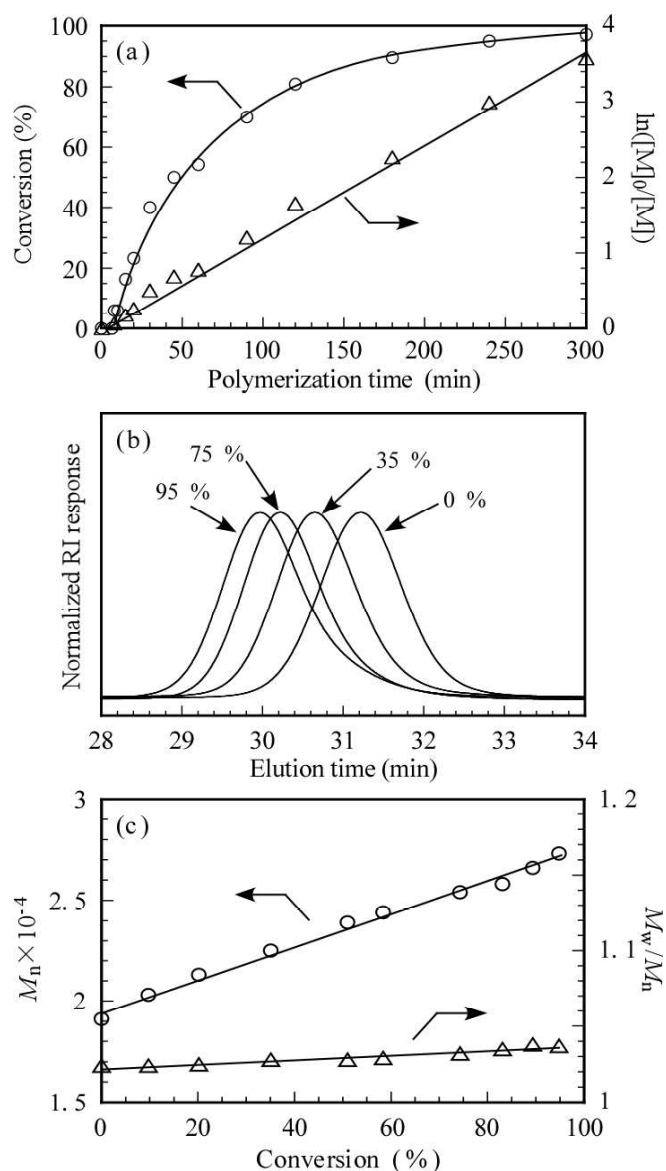 100
80
60
40
20
0
Conversion (%)
(a)
4
3
2
1
0
ln([M]₀/[M])
0 50 100 150 200 250 300
Polymerization time (min)
(b)
75 %
35 %
95 %
0 %
Normalized RI response
28 29 30 31 32 33 34
Elution time (min)
(c)
3
2.5
2
1.5
Mn×10-4
1. 2
1
Mw/Mn
0 20 40 60 80 100
Conversion (%)